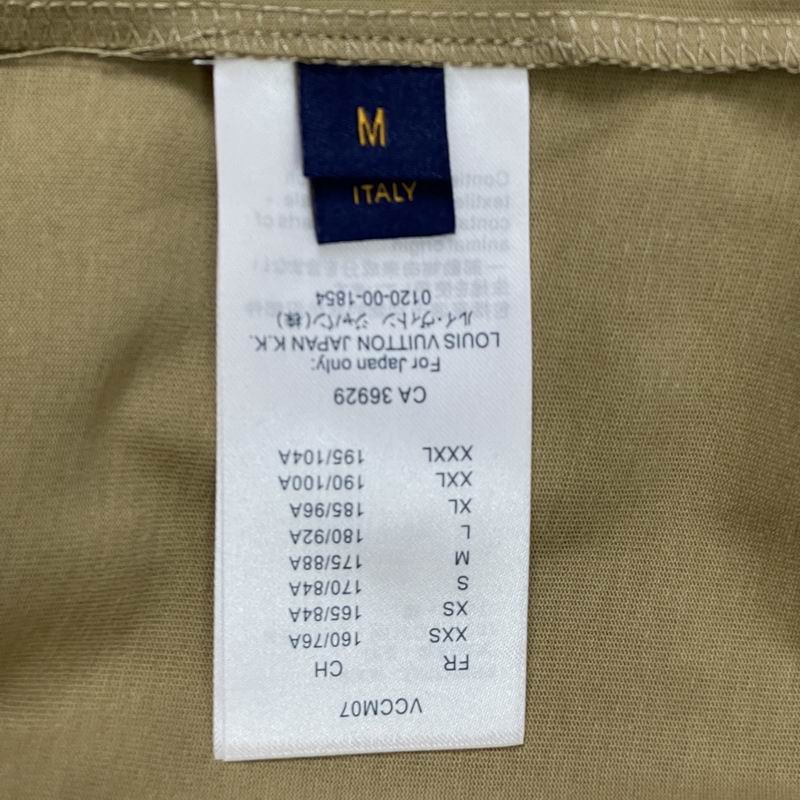 M
ITALY
VCCM07
FR CH
XXS 160/76A
XS 165/84A
S 170/84A
M 175/88A
L 180/92A
XL 185/96A
XXL 190/100A
XXXL 195/104A
CA 36929
For Japan only:
LOUIS VUITTON JAPAN K.K.
ルイ・ヴィトン ジャパン(株)
0120-00-1854